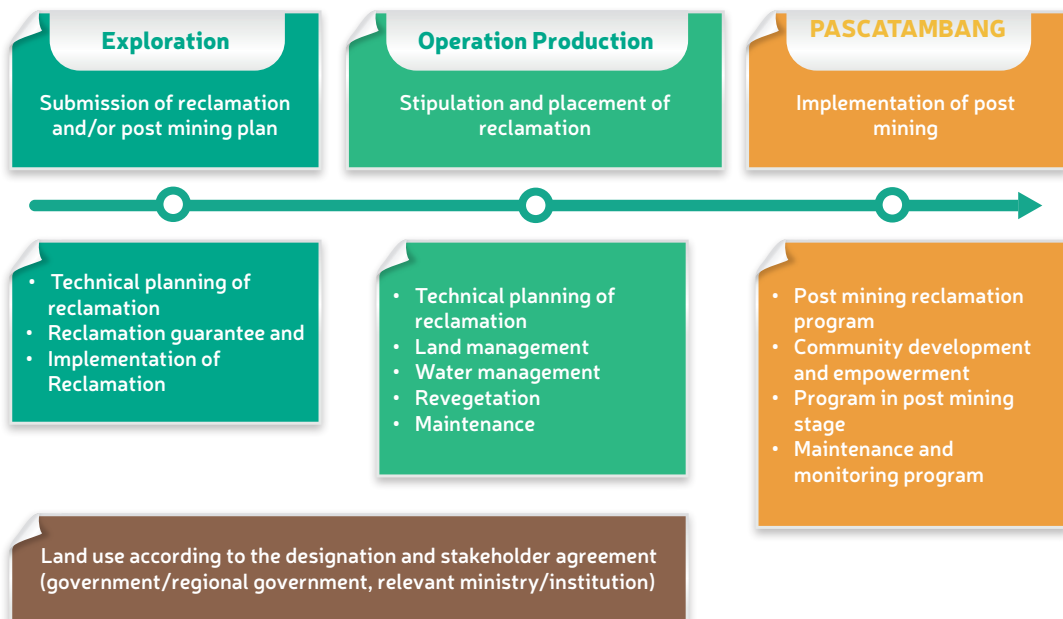 Exploration
Submission of reclamation
and/or post mining plan
Operation Production
Stipulation and placement of
reclamation
PASCATAMBANG
Implementation of post
mining
• Technical planning of
reclamation
• Reclamation guarantee and
• Implementation of
Reclamation
• Technical planning of
reclamation
• Land management
• Water management
• Revegetation
• Maintenance
• Post mining reclamation
program
• Community development
and empowerment
• Program in post mining
stage
• Maintenance and
monitoring program
Land use according to the designation and stakeholder agreement
(government/regional government, relevant ministry/institution)